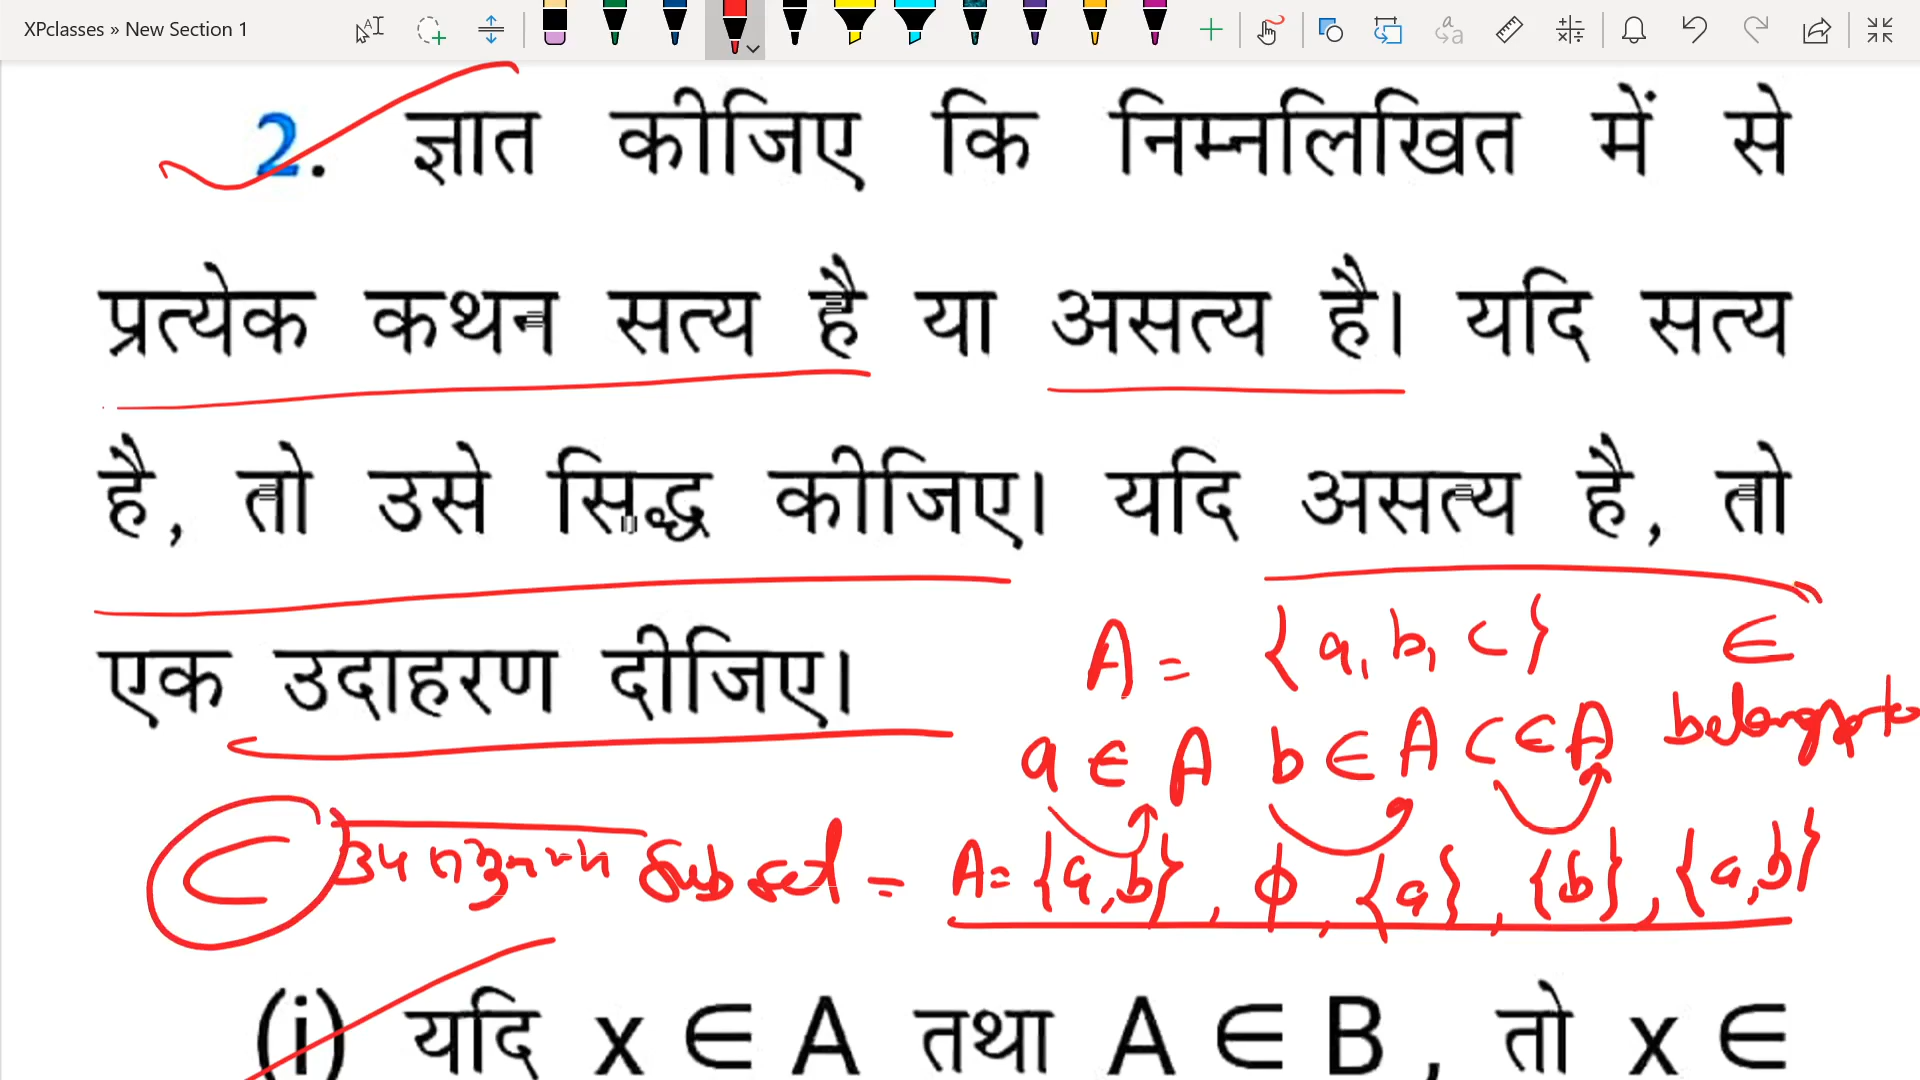 XPclasses » New Section 1
2. ज्ञात कीजिए कि निम्नलिखित में से
प्रत्येक कथन सत्य है या असत्य है। यदि सत्य
है, तो उसे सिद्ध कीजिए। यदि असत्य है, तो
एक उदाहरण दीजिए।
A = {a, b, c} ∈
a ∈ A b ∈ A c ∈ A belongs to
⊂ उपसमुच्चय Subset = A = {a,b}, ϕ, {a}, {b}, {a,b}
(i) यदि x ∈ A तथा A ∈ B , तो x ∈